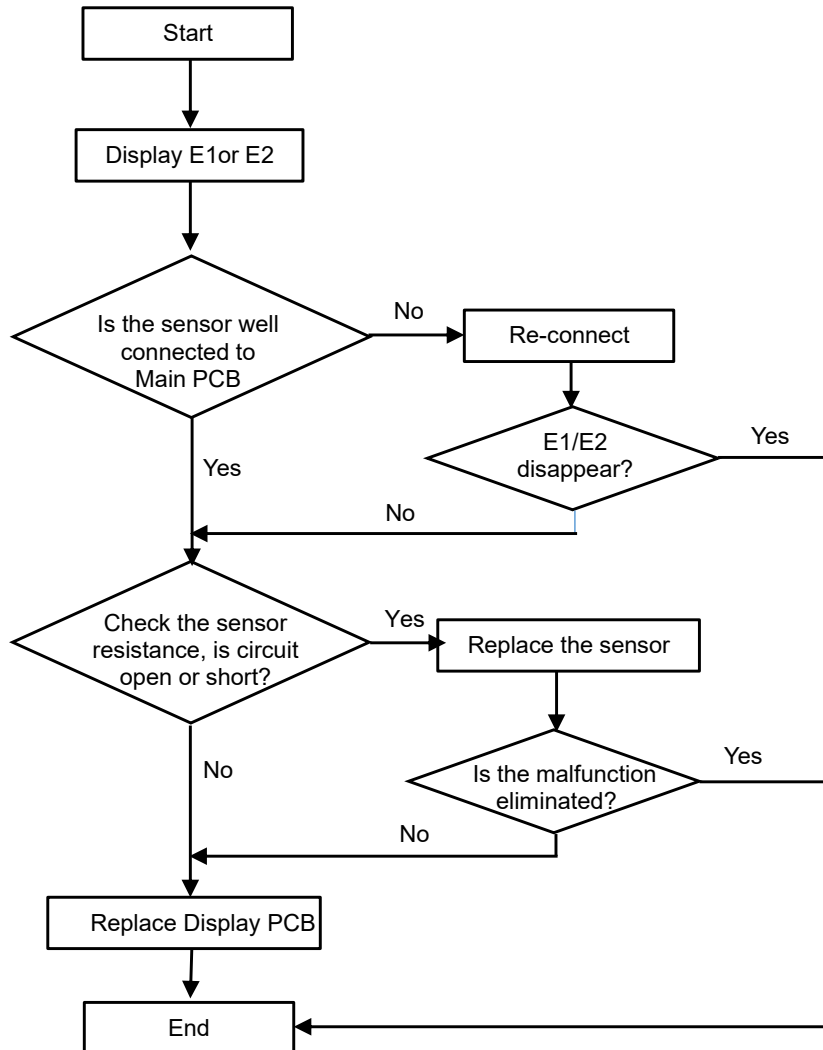 Start
Display E1or E2
Is the sensor well
connected to
Main PCB
No
Re-connect
E1/E2
disappear?
Yes
Yes
No
Check the sensor
resistance, is circuit
open or short?
Yes
Replace the sensor
No
Is the malfunction
eliminated?
Yes
No
Replace Display PCB
End